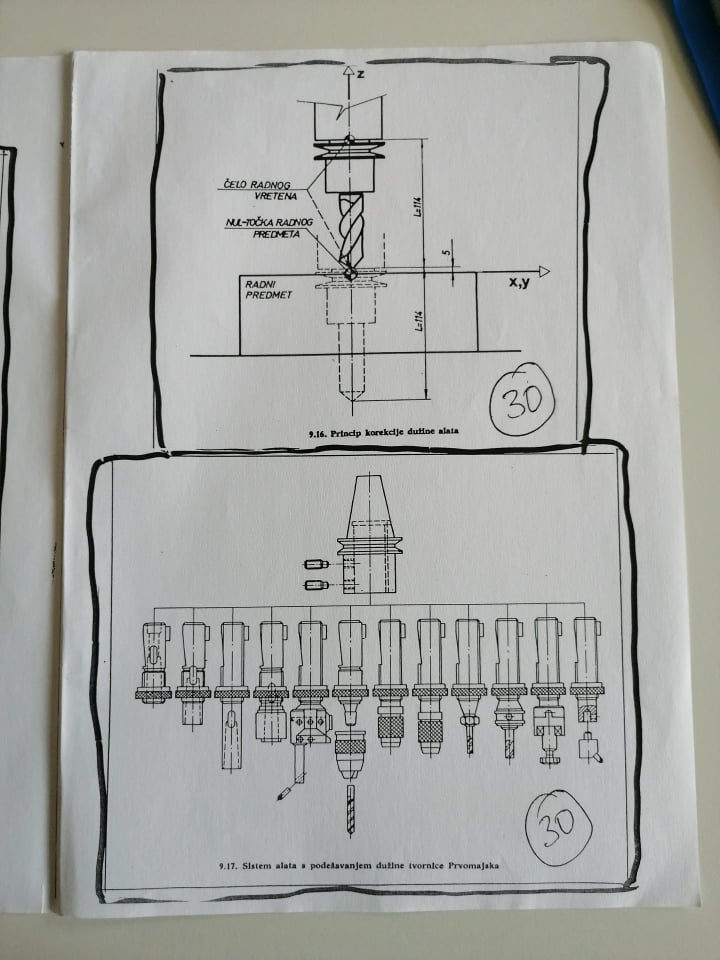 z
ČELO RADNOG
VRETENA
L=114
NUL-TOČKA RADNOG
PREDMETA
5
x,y
RADNI
PREDMET
L=114
30
9.16. Princip korekcije dužine alata
30
9.17. Sistem alata s podešavanjem dužine tvornice Prvomajska